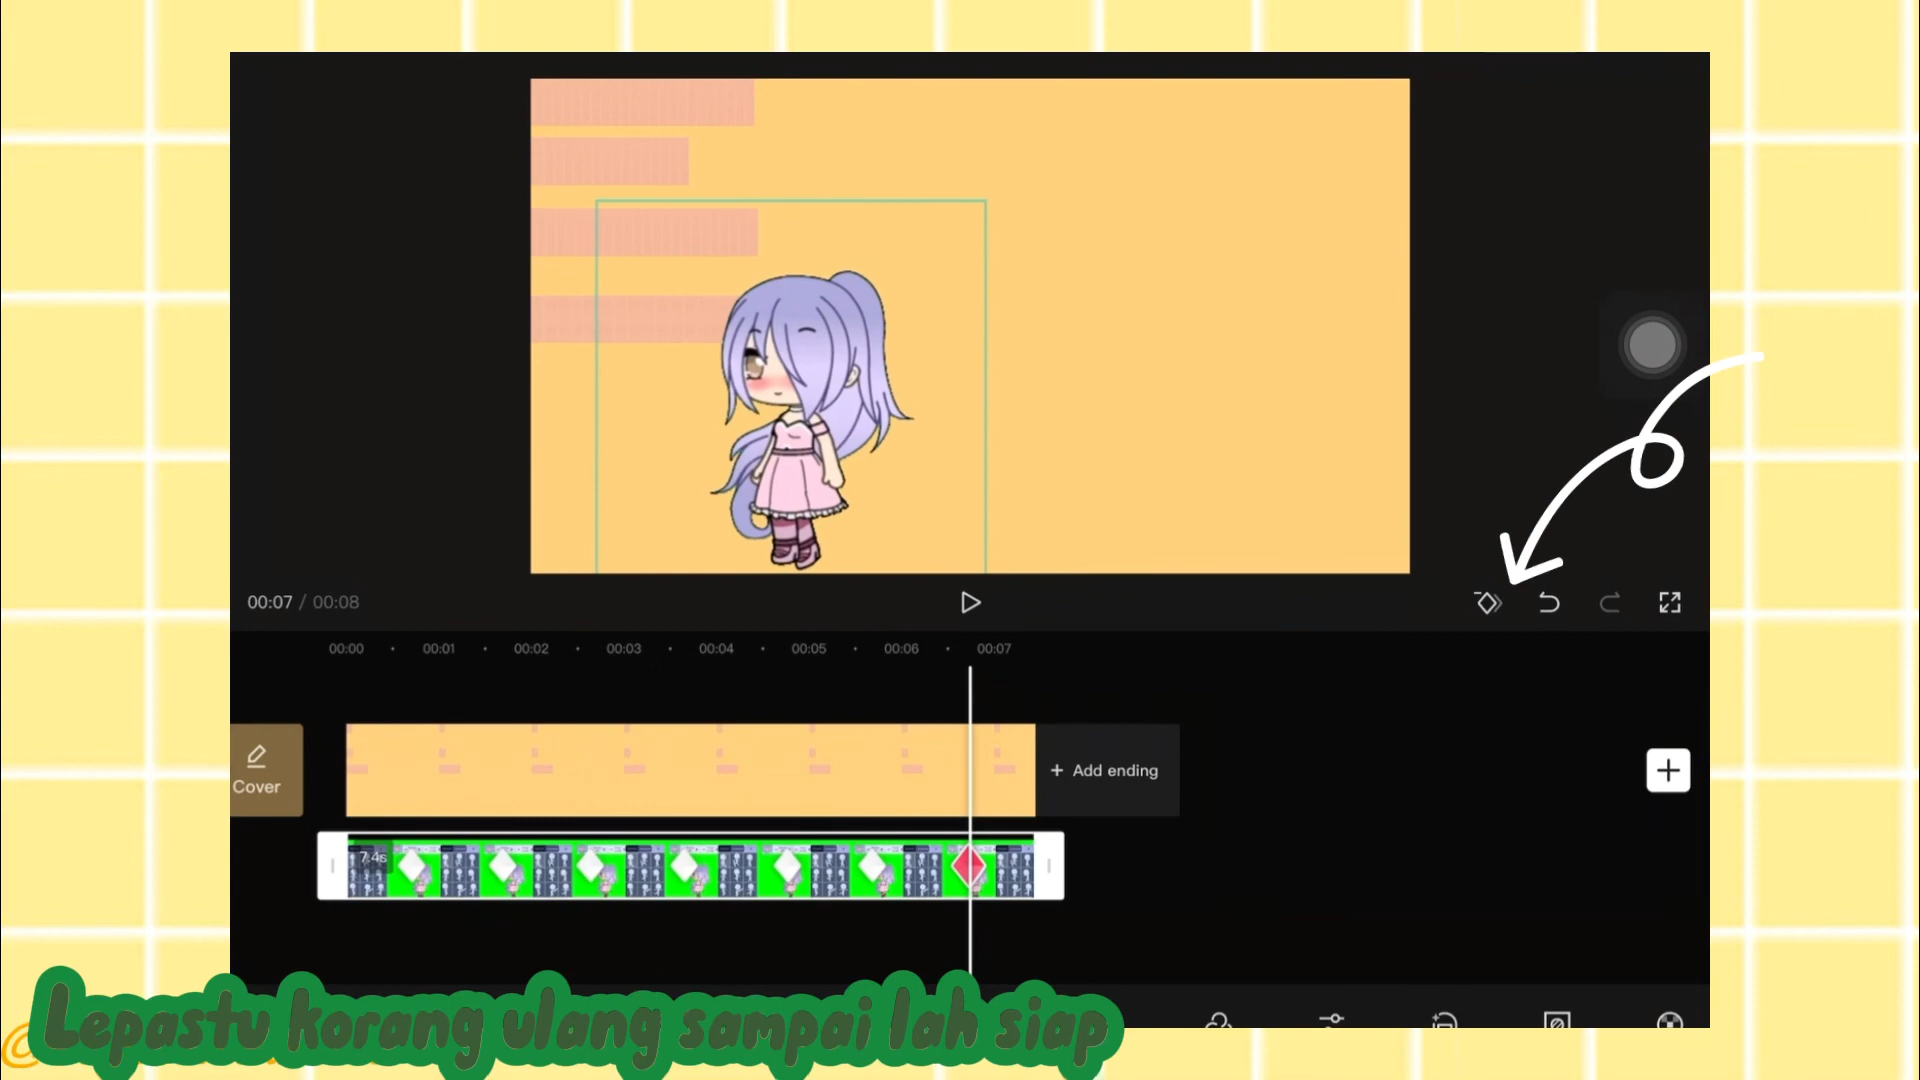 00:07 / 00:08
00:00 · 00:01 · 00:02 · 00:03 · 00:04 · 00:05 · 00:06 · 00:07
Cover
+ Add ending
7.4s
Lepastu korang ulang sampai lah siap
@